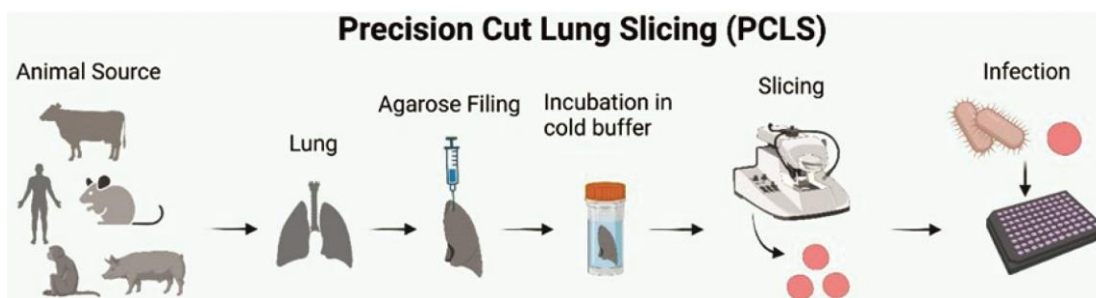 Precision Cut Lung Slicing (PCLS)
Animal Source
Lung
Agarose Filing
Incubation in
cold buffer
Slicing
Infection